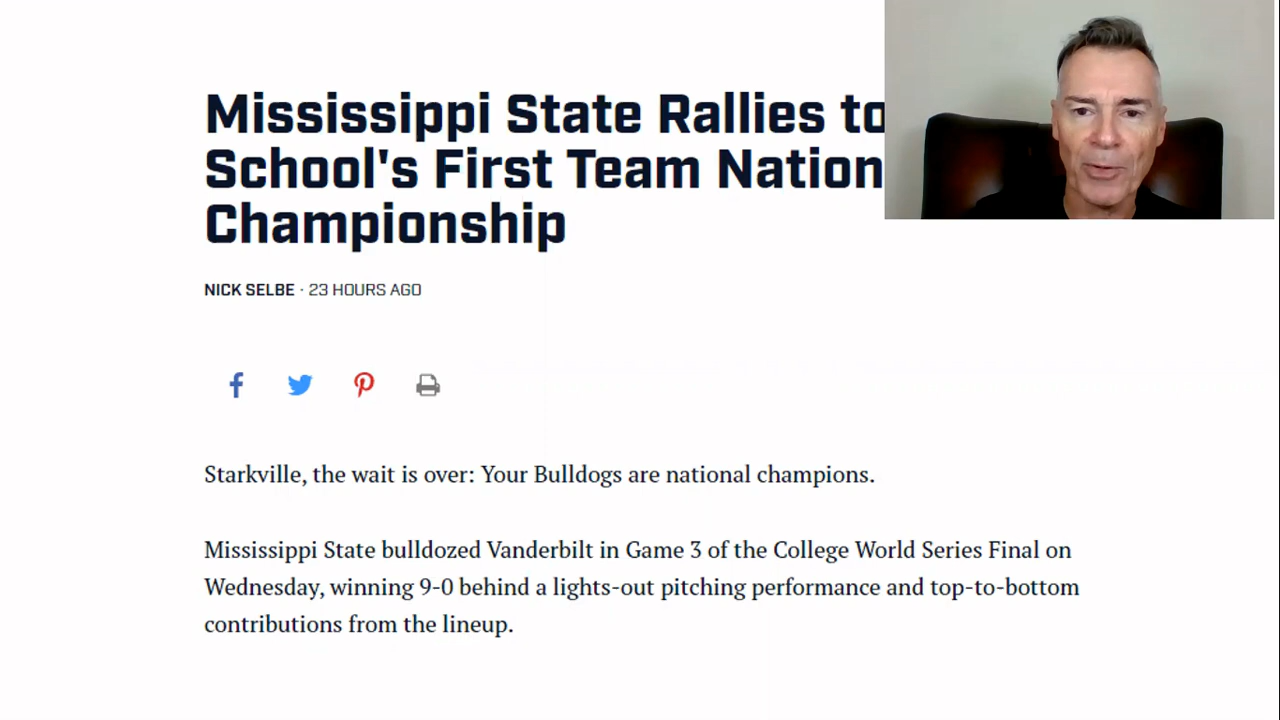 Mississippi State Rallies to
School's First Team Nation
Championship
NICK SELBE · 23 HOURS AGO
Starkville, the wait is over: Your Bulldogs are national champions.
Mississippi State bulldozed Vanderbilt in Game 3 of the College World Series Final on
Wednesday, winning 9-0 behind a lights-out pitching performance and top-to-bottom
contributions from the lineup.